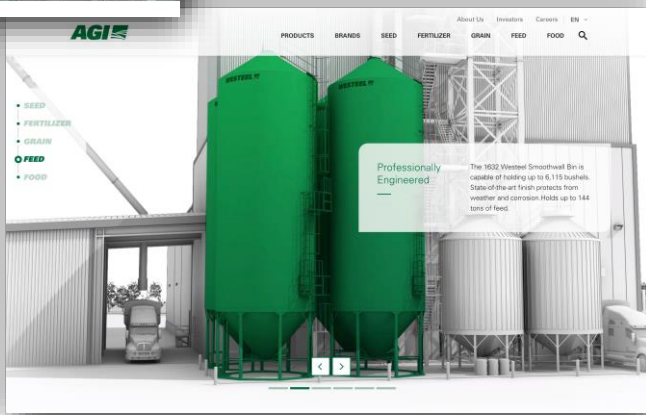 About Us Investors Careers EN
AGI
PRODUCTS BRANDS SEED FERTILIZER GRAIN FEED FOOD
WESTEEL WESTEEL
SEED
FERTILIZER
GRAIN
FEED
FOOD
Professionally
Engineered
The 1632 Westeel Smoothwall Bin is
capable of holding up to 6,115 bushels.
State-of-the-art finish protects from
weather and corrosion.Holds up to 144
tons of feed.